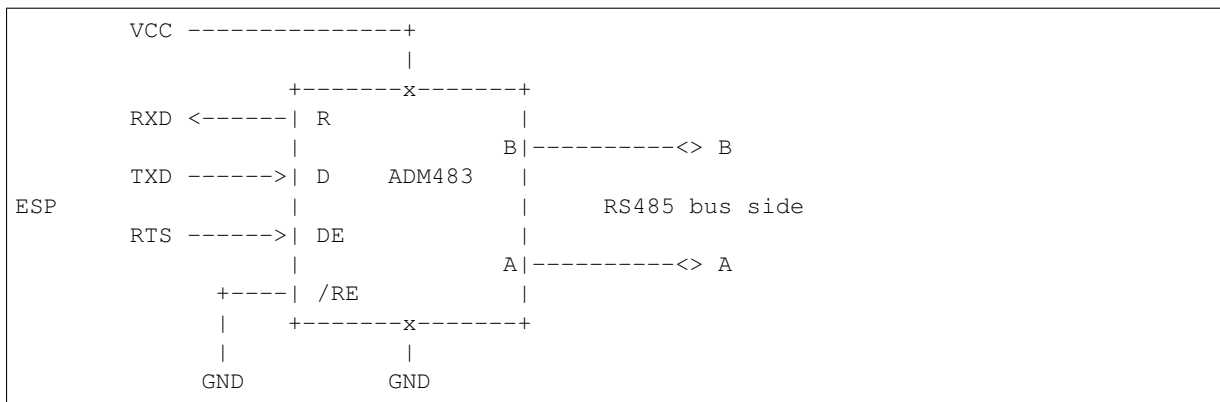 VCC ---------------+
|
+-------x-------+
RXD <------| R |
| B|----------<> B
TXD ------>| D ADM483 |
ESP | | RS485 bus side
RTS ------>| DE |
| A|----------<> A
+----| /RE |
| +-------x-------+
| |
GND GND